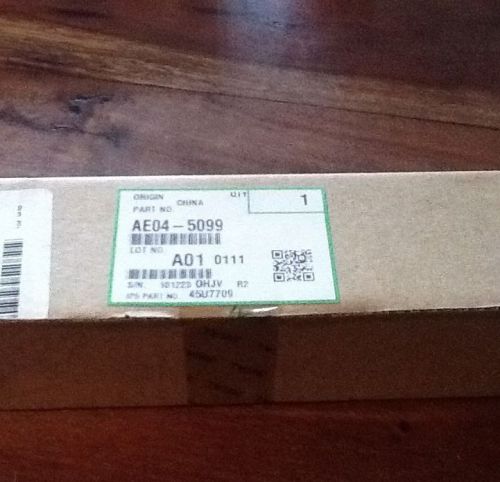 ORIGIN CHINA QTY 1
PART NO.
AE04-5099
LOT NO.
A01 0111
S/N. 101223 OHJV R2
IPS PART NO. 45U7709